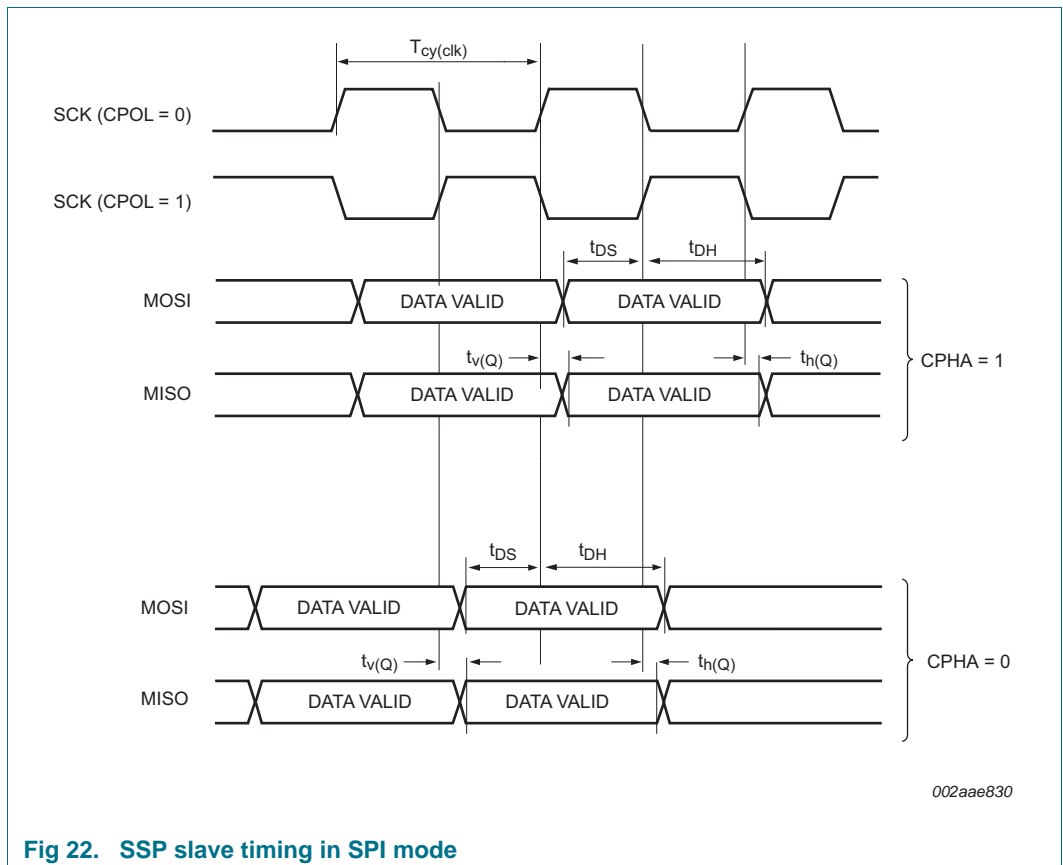 Tcy(clk)
SCK (CPOL = 0)
SCK (CPOL = 1)
tDS tDH
MOSI DATA VALID DATA VALID
tv(Q) th(Q)
CPHA = 1
MISO DATA VALID DATA VALID
tDS tDH
MOSI DATA VALID DATA VALID
tv(Q) th(Q)
CPHA = 0
MISO DATA VALID DATA VALID
002aae830
Fig 22. SSP slave timing in SPI mode